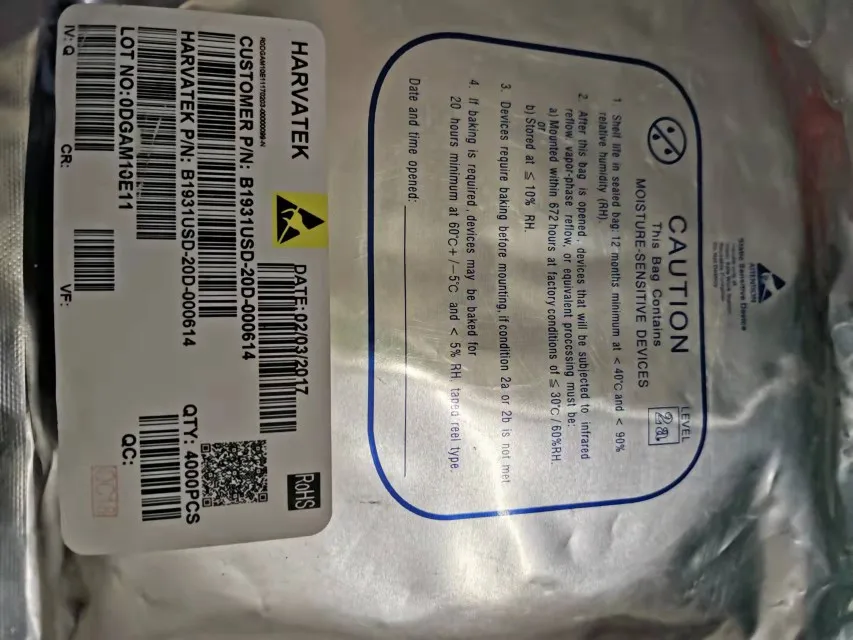 HARVATEK
DATE: 02/03/2017
RoHS
CUSTOMER P/N: B1931USD-20D-000614
HARVATEK P/N: B1931USD-20D-000614
QTY: 4000PCS
LOT NO: 0DGAM10E11
QC:
IV: Q
CR:
VF:
CAUTION
This Bag Contains
MOISTURE-SENSITIVE DEVICES
LEVEL
2a
1. Shelf life in sealed bag: 12 months minimum at < 40℃ and < 90%
relative humidity (RH).
2. After this bag is opened, devices that will be subjected to infrared
reflow, vapor-phase reflow, or equivalent processing must be:
a) Mounted within 672 hours at factory conditions of ≦ 30℃/60%RH.
or
b) Stored at ≦ 10% RH.
3. Devices require baking before mounting, if condition 2a or 2b is not met
4. If baking is required, devices may be baked for
20 hours minimum at 60℃+/-5℃ and < 5% RH, taped reel type.
Date and time opened:
ATTENTION
Static Sensitive Device